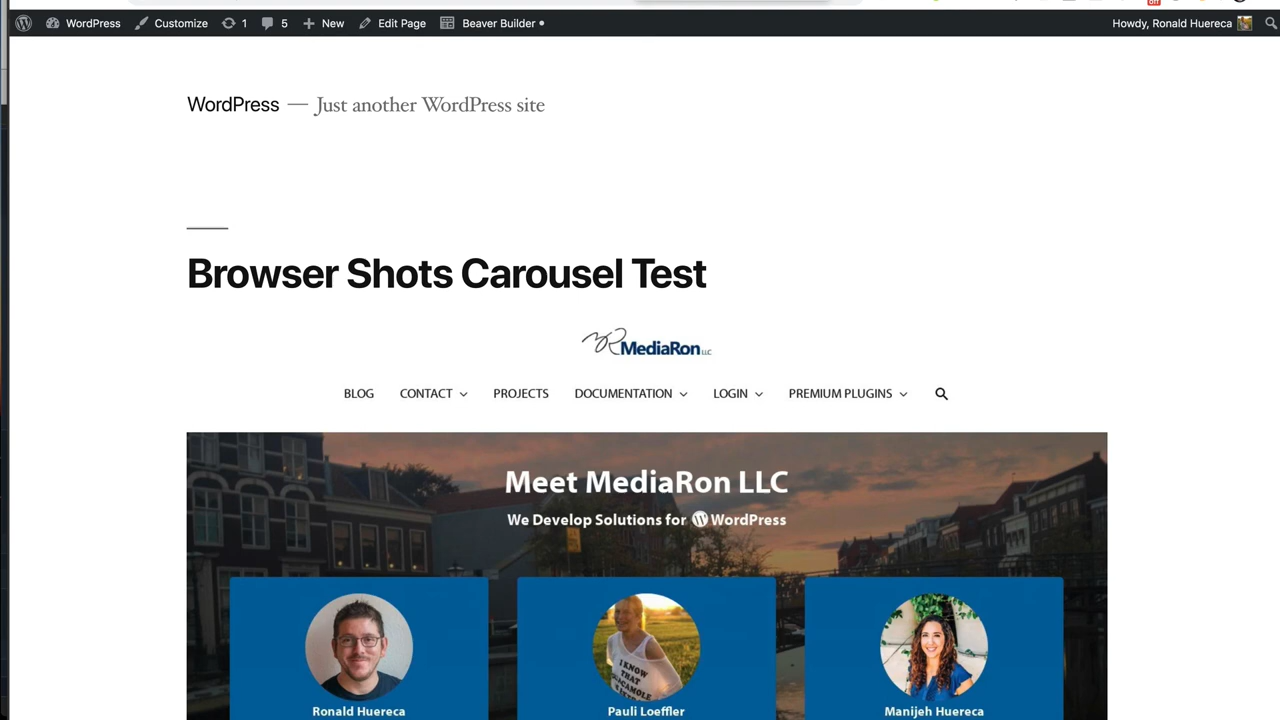 WordPress Customize 1 5 New Edit Page Beaver Builder Howdy, Ronald Huereca
WordPress — Just another WordPress site
Browser Shots Carousel Test
MediaRon LLC
BLOG CONTACT PROJECTS DOCUMENTATION LOGIN PREMIUM PLUGINS
Meet MediaRon LLC
We Develop Solutions for WordPress
I KNOW
THAT
Ronald Huereca Pauli Loeffler Manijeh Huereca